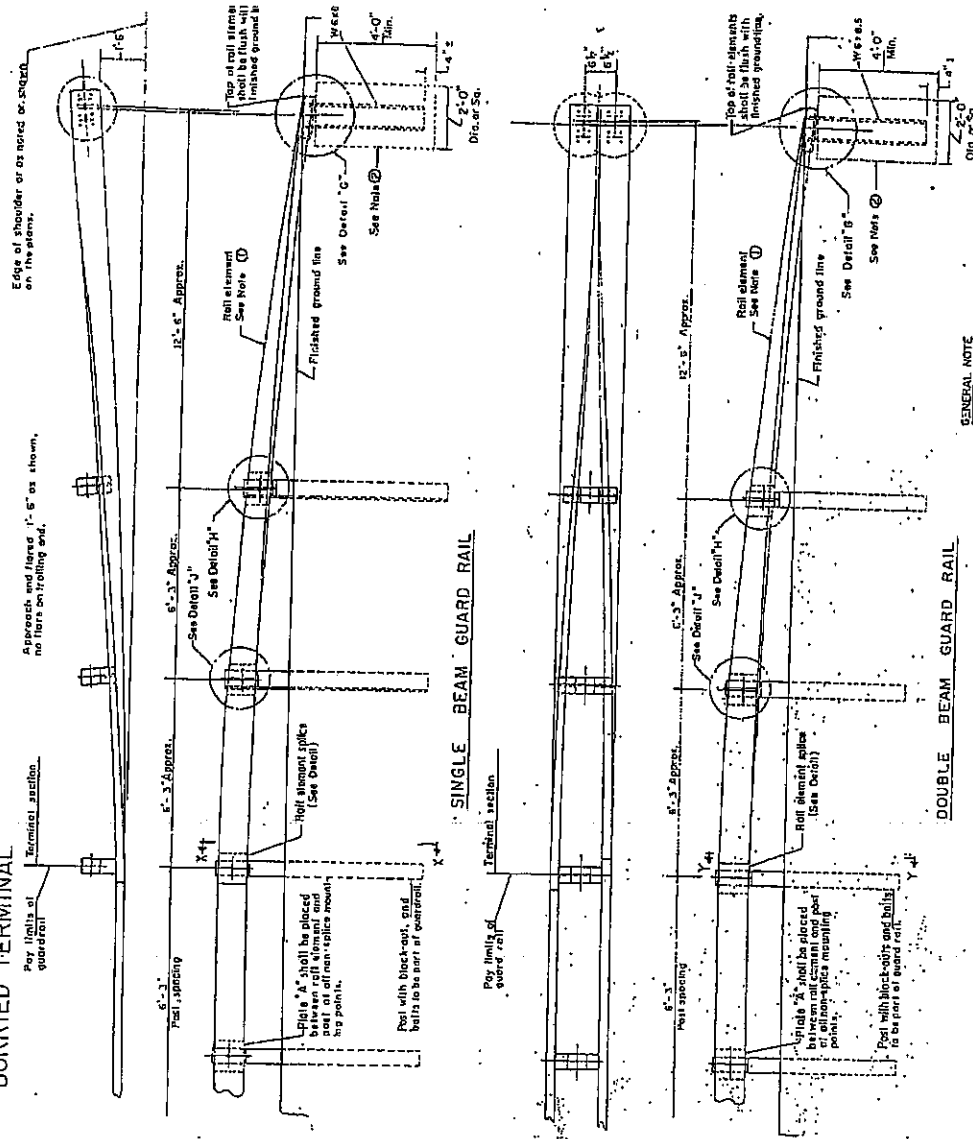 TERMINAL
Pay limits of
guardrail
Terminal section
Approach end flared 1'-6" as shown,
no flare on trailing end.
Edge of shoulder or as noted or shown
on the plans.
1'-6"
6'-3"
Post spacing
6'-3" Approx.
6'-3" Approx.
12'-6" Approx.
Top of rail element
shall be flush with
finished ground
4'-0"
Min.
4" ±
2'-0"
Dia. or Sq.
Rail element
See Note ①
Finished ground line
See Detail "G"
See Note ②
See Detail "J"
See Detail "H"
X
Rail element splice
(See Detail)
X
Plate "A" shall be placed
between rail element and
post at all non-splice mount-
ing points.
Post with block-out, and
bolts to be part of guardrail.
SINGLE BEAM GUARD RAIL
Pay limits of
guard rail
Terminal section
6'-3"
Post spacing
6'-3" Approx.
6'-3" Approx.
12'-6" Approx.
Top of rail elements
shall be flush with
finished ground line.
W 6 x 8.5
4'-0"
Min.
4" ±
2'-0"
Dia. or Sq.
Rail element
See Note ①
Finished ground line
See Detail "G"
See Note ②
See Detail "J"
See Detail "H"
Y
Rail element splice
(See Detail)
Y
Plate "A" shall be placed
between rail element and post
at all non-splice mounting
points.
Post with block-outs and bolts
to be part of guard rail.
DOUBLE BEAM GUARD RAIL
GENERAL NOTE